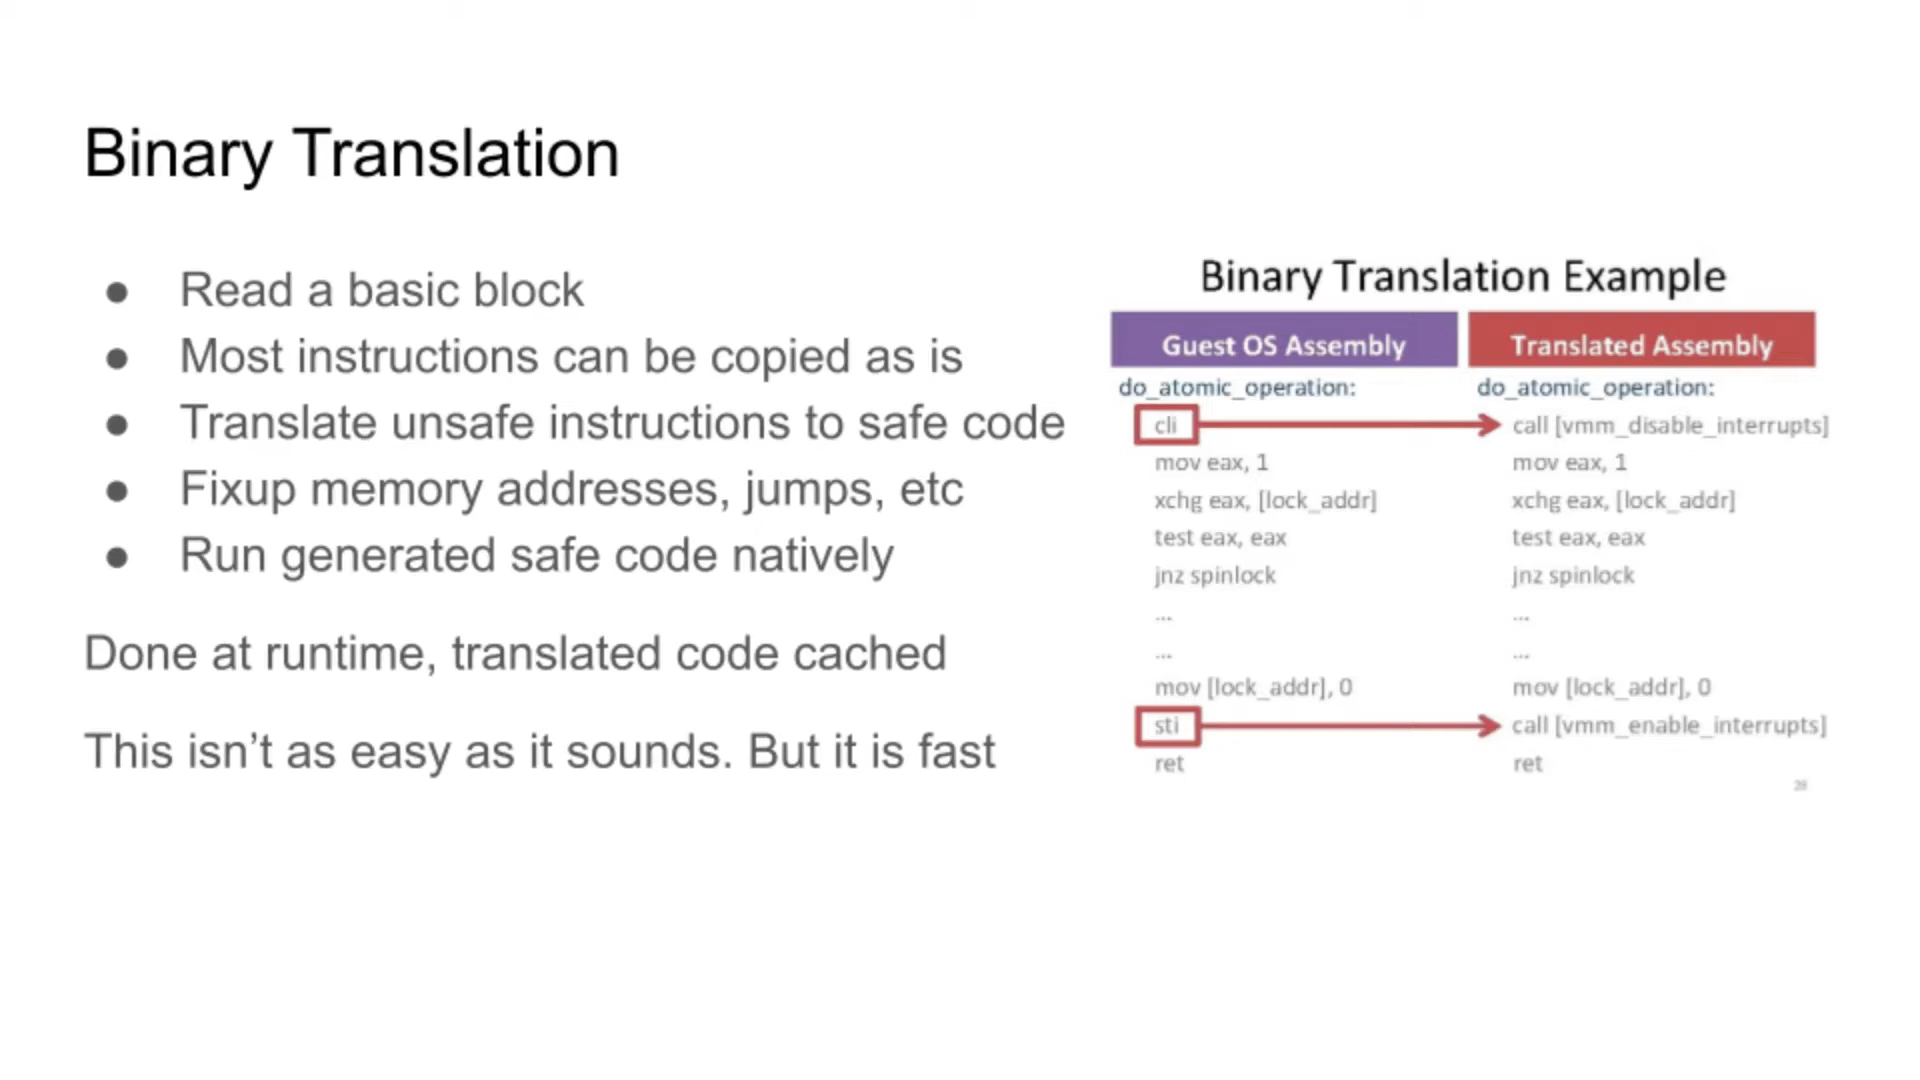 Binary Translation
● Read a basic block
● Most instructions can be copied as is
● Translate unsafe instructions to safe code
● Fixup memory addresses, jumps, etc
● Run generated safe code natively
Done at runtime, translated code cached
This isn’t as easy as it sounds. But it is fast
Binary Translation Example
Guest OS Assembly
do_atomic_operation:
cli
mov eax, 1
xchg eax, [lock_addr]
test eax, eax
jnz spinlock
...
...
mov [lock_addr], 0
sti
ret
Translated Assembly
do_atomic_operation:
call [vmm_disable_interrupts]
mov eax, 1
xchg eax, [lock_addr]
test eax, eax
jnz spinlock
...
...
mov [lock_addr], 0
call [vmm_enable_interrupts]
ret